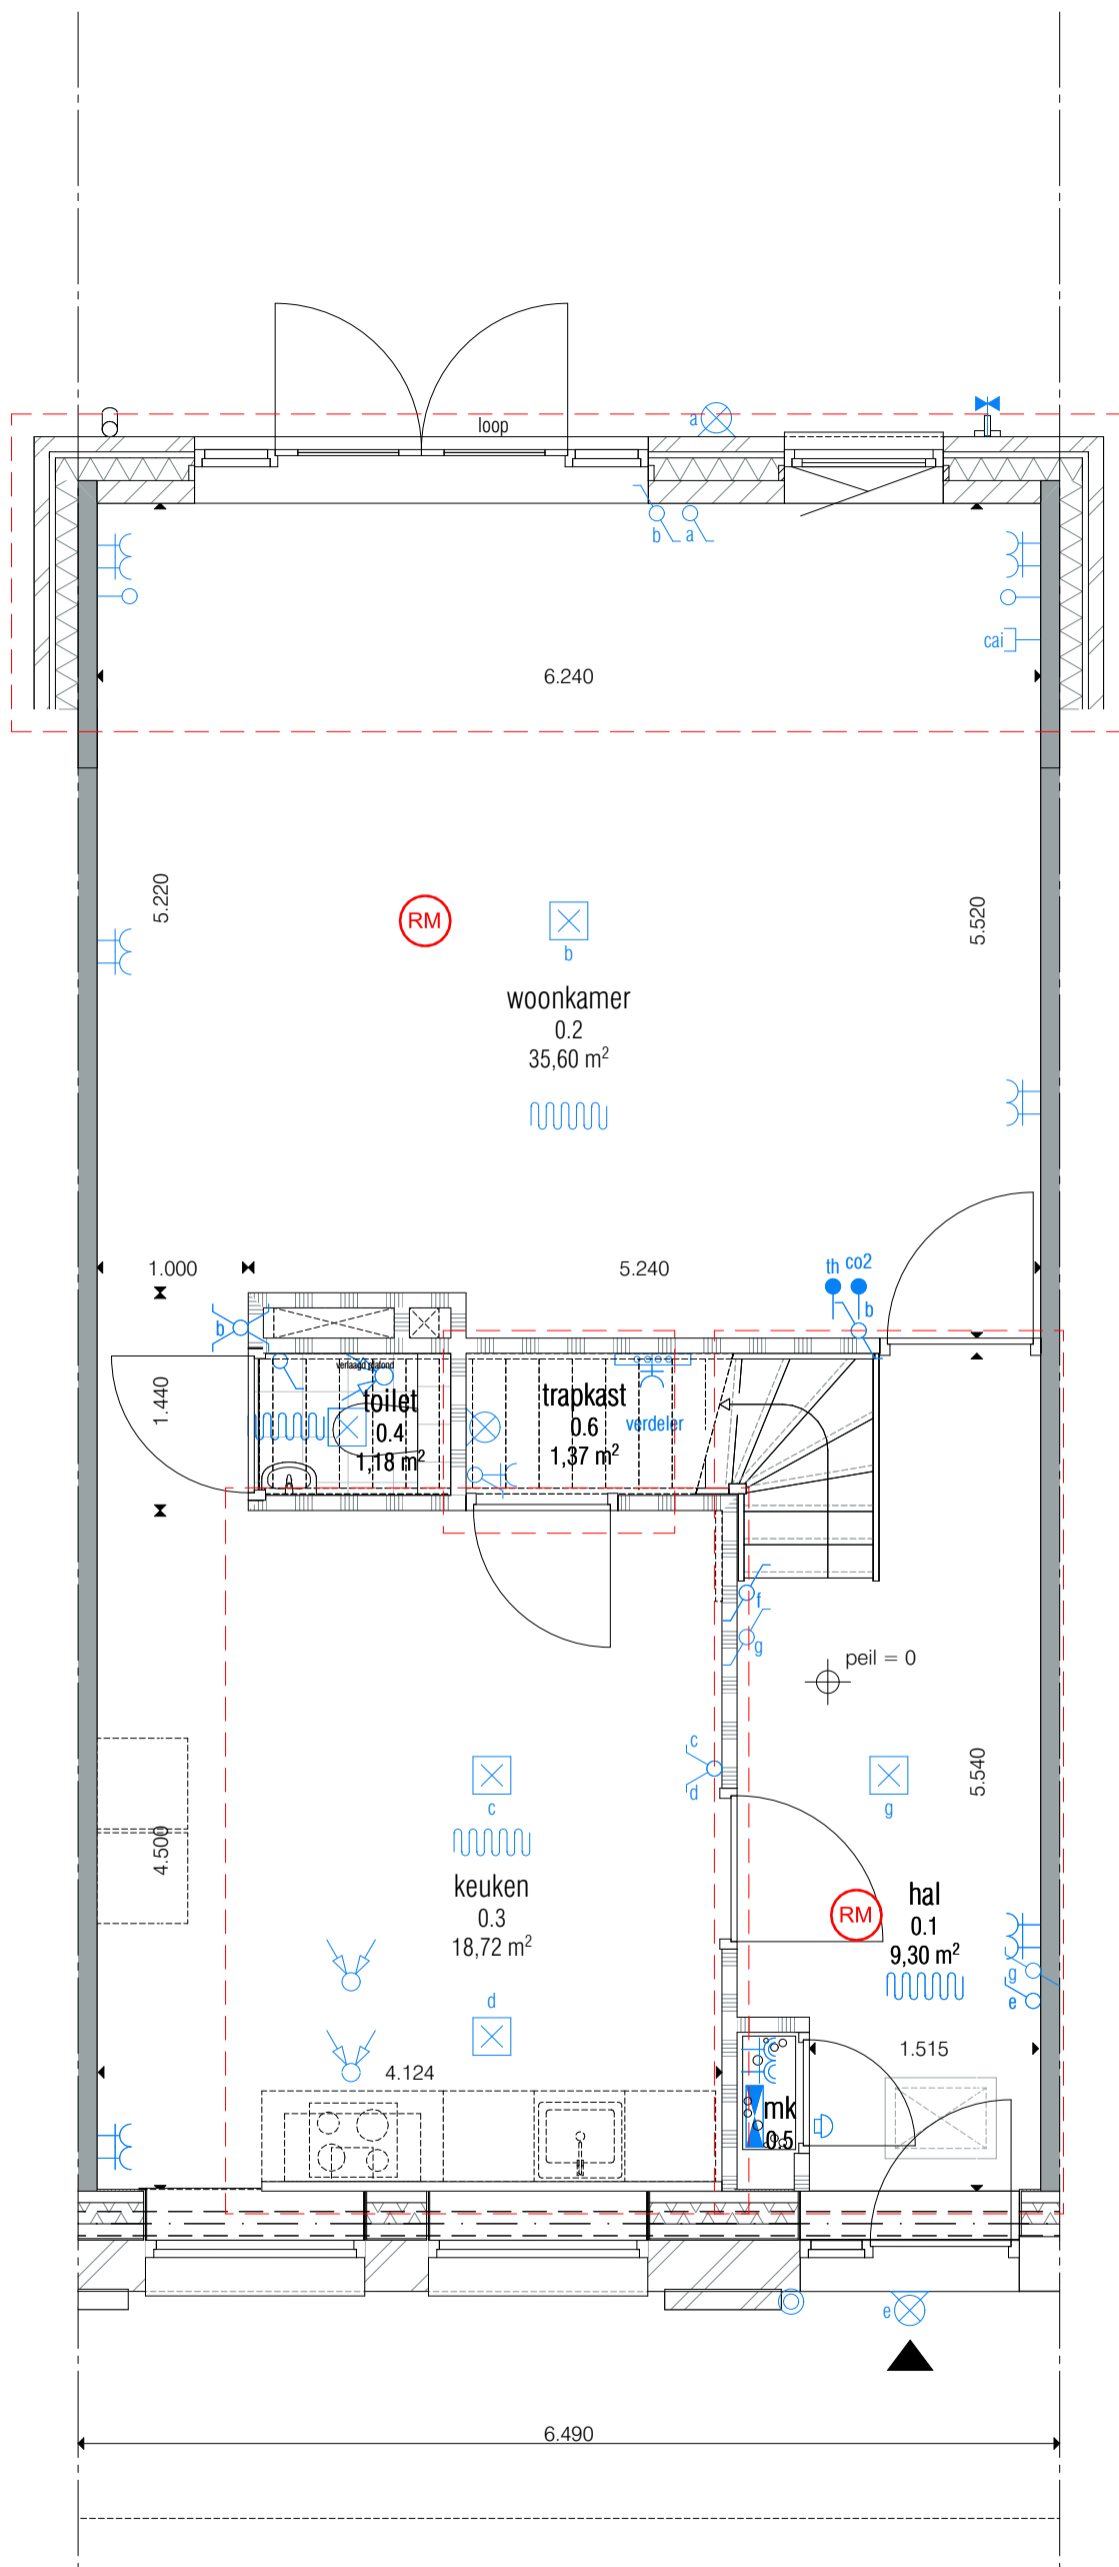 loop
a
b
a
cai
6.240
5.220
RM
b
5.520
woonkamer
0.2
35,60 m²
1.000
5.240
th
co2
b
b
verlaagd plafond
toilet
0.4
1,18 m²
trapkast
0.6
1,37 m²
verdeler
1.440
f
g
peil = 0
c
d
c
g
5.540
4.500
keuken
0.3
18,72 m²
RM
hal
0.1
9,30 m²
g
e
d
4.124
1.515
mk
0.5
e
6.490